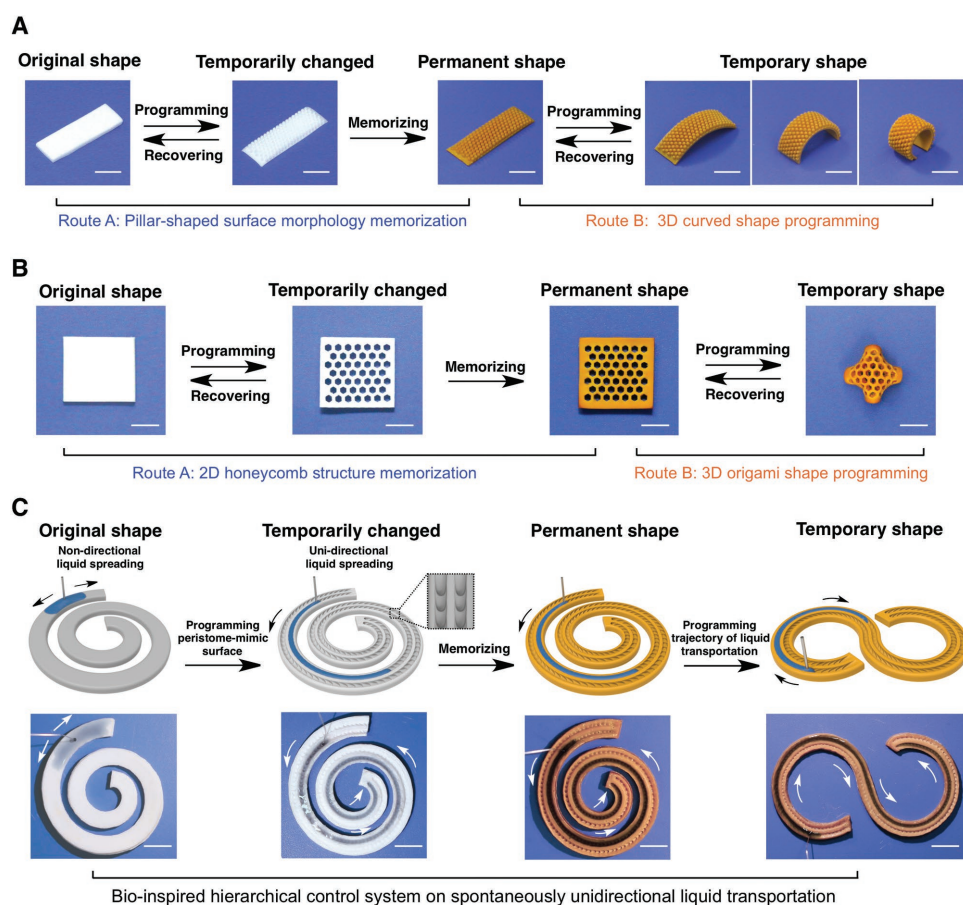 A
Original shape
Temporarily changed
Permanent shape
Temporary shape
Programming
Recovering
Memorizing
Programming
Recovering
Route A: Pillar-shaped surface morphology memorization
Route B: 3D curved shape programming
B
Original shape
Temporarily changed
Permanent shape
Temporary shape
Programming
Recovering
Memorizing
Programming
Recovering
Route A: 2D honeycomb structure memorization
Route B: 3D origami shape programming
C
Original shape
Temporarily changed
Permanent shape
Temporary shape
Non-directional
liquid spreading
Uni-directional
liquid spreading
Programming
peristome-mimic
surface
Memorizing
Programming
trajectory of liquid
transportation
Bio-inspired hierarchical control system on spontaneously unidirectional liquid transportation